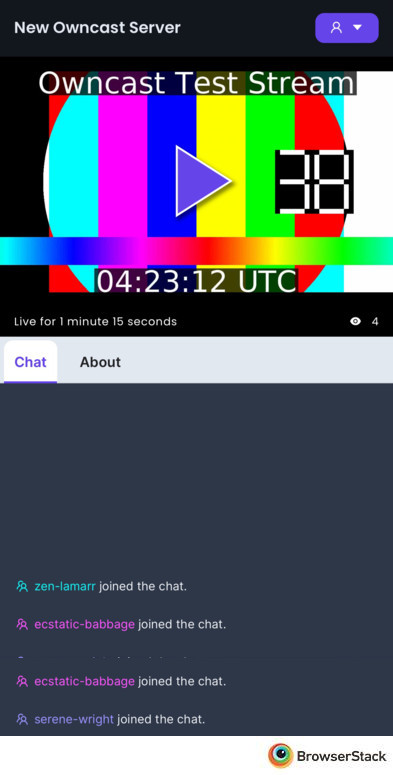 New Owncast Server
Owncast Test Stream
39
04:23:12 UTC
Live for 1 minute 15 seconds
4
Chat
About
zen-lamarr joined the chat.
ecstatic-babbage joined the chat.
ecstatic-babbage joined the chat.
serene-wright joined the chat.
BrowserStack